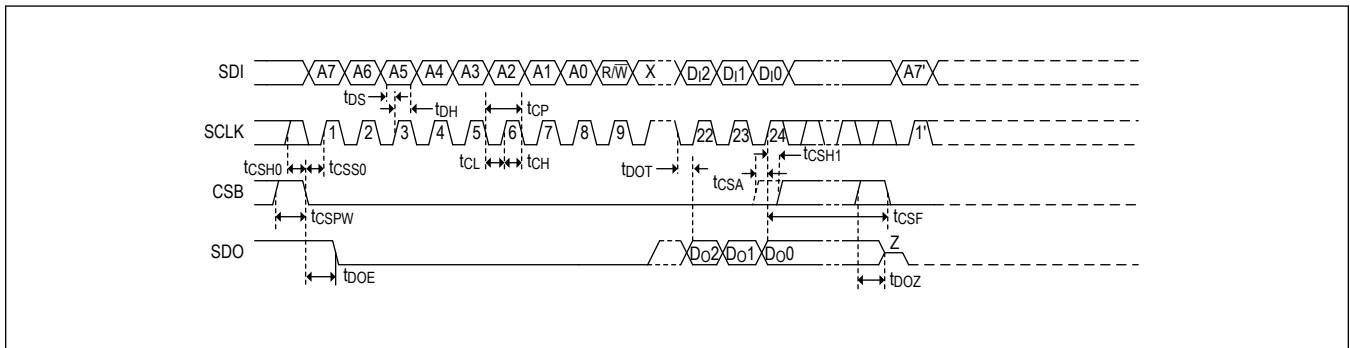 SDI A7 A6 A5 A4 A3 A2 A1 A0 R/W X DI2 DI1 DI0 A7'
tDS tDH tCP
SCLK 1 2 3 4 5 6 7 8 9 22 23 24 1'
tCSH0 tCSS0 tCL tCH tDOT tCSA tCSH1
CSB tCSPW tCSF
SDO DO2 DO1 DO0 Z
tDOE tDOZ